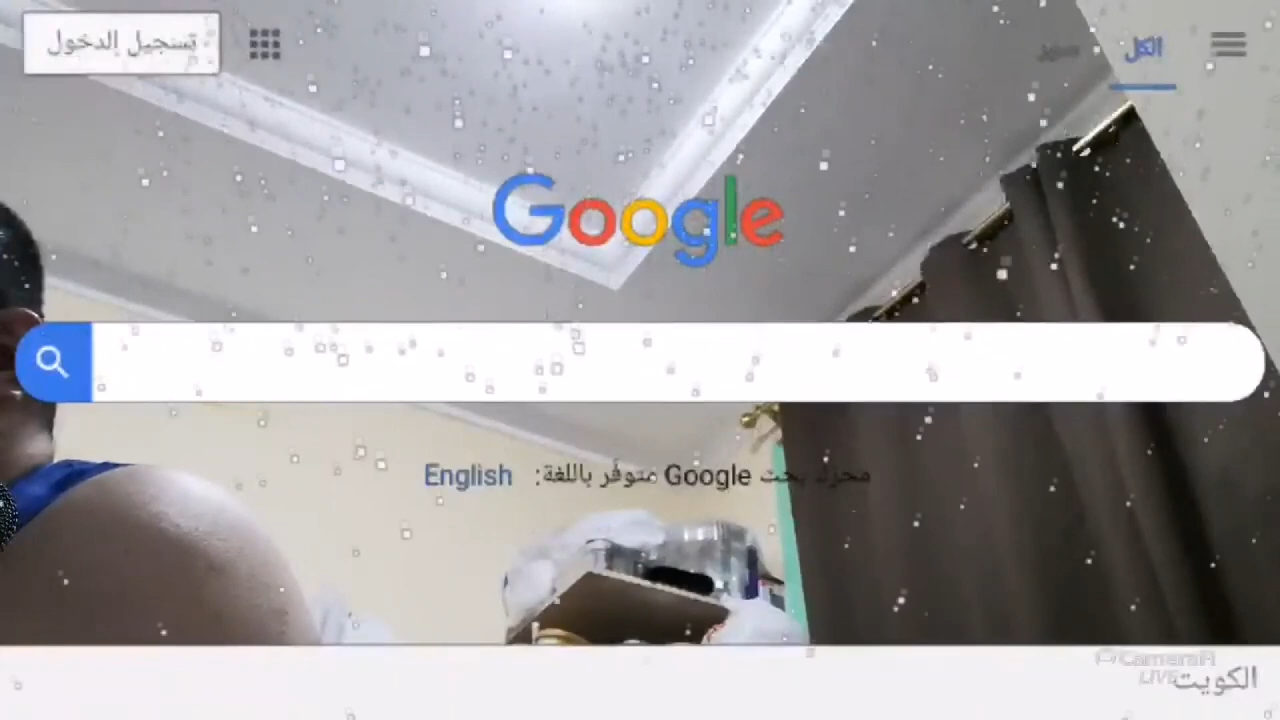 الكل صور تسجيل الدخول
Google
محرك بحث Google متوفر باللغة: English
CameraFi
LIVE
الكويت